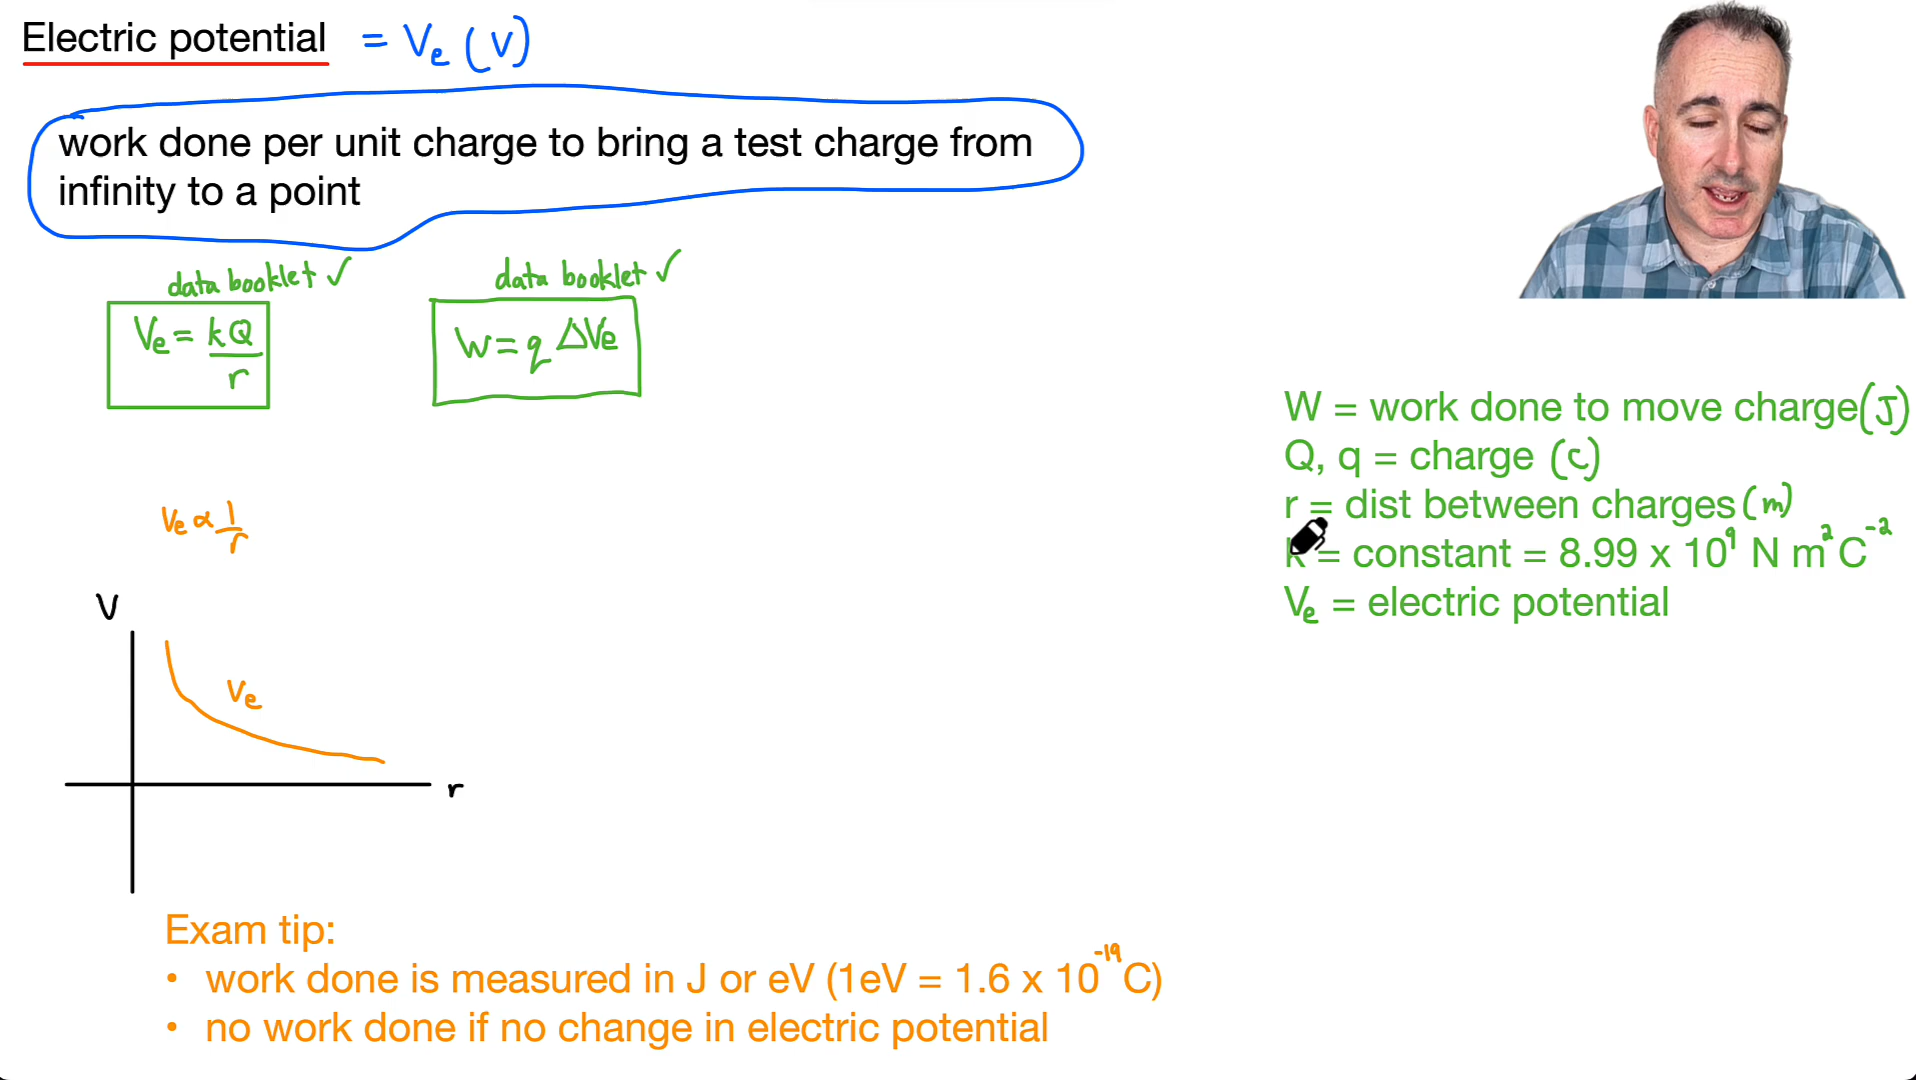 Electric potential = Ve (V)
work done per unit charge to bring a test charge from
infinity to a point
data booklet ✓
Ve = kQ/r
data booklet ✓
W = q ΔVe
W = work done to move charge (J)
Q, q = charge (C)
r = dist between charges (m)
k = constant = 8.99 x 10⁹ N m² C⁻²
Ve = electric potential
Ve ∝ 1/r
V
Ve
r
Exam tip:
• work done is measured in J or eV (1eV = 1.6 x 10⁻¹⁹ C)
• no work done if no change in electric potential